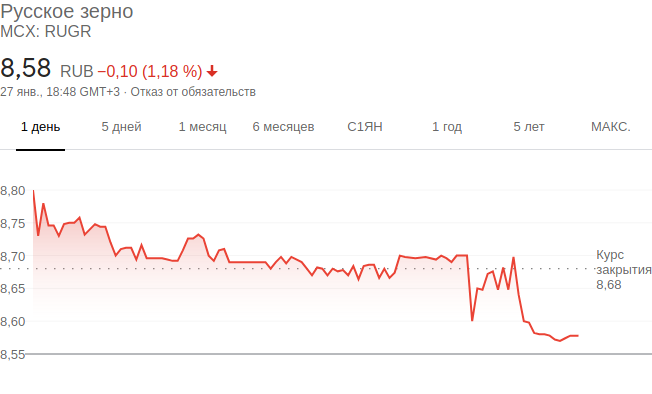 Русское зерно
MCX: RUGR
8,58 RUB −0,10 (1,18 %)
27 янв., 18:48 GMT+3 · Отказ от обязательств
1 день 5 дней 1 месяц 6 месяцев С1ЯН 1 год 5 лет МАКС.
8,80
8,75
8,70
8,65
8,60
8,55
Курс
закрытия
8,68